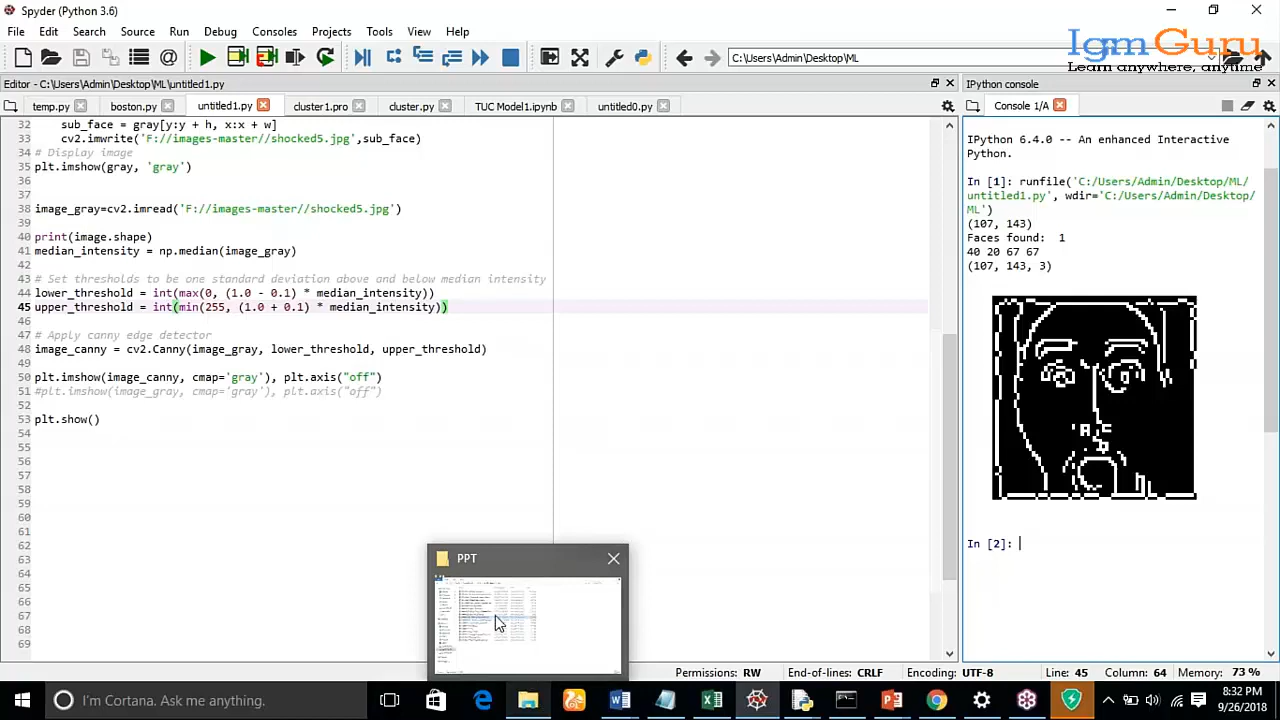 Spyder (Python 3.6)
File Edit Search Source Run Debug Consoles Projects Tools View Help
IgmGuru
Learn anywhere, anytime
C:\Users\Admin\Desktop\ML
Editor - C:\Users\Admin\Desktop\ML\untitled1.py
IPython console
temp.py boston.py untitled1.py cluster1.pro cluster.py TUC Model1.ipynb untitled0.py
Console 1/A
32 sub_face = gray[y:y + h, x:x + w]
33 cv2.imwrite('F://images-master//shocked5.jpg',sub_face)
34 # Display image
35 plt.imshow(gray, 'gray')
36
37
38 image_gray=cv2.imread('F://images-master//shocked5.jpg')
39
40 print(image.shape)
41 median_intensity = np.median(image_gray)
42
43 # Set thresholds to be one standard deviation above and below median intensity
44 lower_threshold = int(max(0, (1.0 - 0.1) * median_intensity))
45 upper_threshold = int(min(255, (1.0 + 0.1) * median_intensity))
46
47 # Apply canny edge detector
48 image_canny = cv2.Canny(image_gray, lower_threshold, upper_threshold)
49
50 plt.imshow(image_canny, cmap='gray'), plt.axis("off")
51 #plt.imshow(image_gray, cmap='gray'), plt.axis("off")
52
53 plt.show()
54
55
56
57
58
59
60
61
62
63
64
65
66
67
68
69
IPython 6.4.0 -- An enhanced Interactive
Python.
In [1]: runfile('C:/Users/Admin/Desktop/ML/
untitled1.py', wdir='C:/Users/Admin/Desktop/
ML')
(107, 143)
Faces found: 1
40 20 67 67
(107, 143, 3)
In [2]:
PPT
Permissions: RW End-of-lines: CRLF Encoding: UTF-8 Line: 45 Column: 64 Memory: 73 %
I'm Cortana. Ask me anything.
8:32 PM
9/26/2018